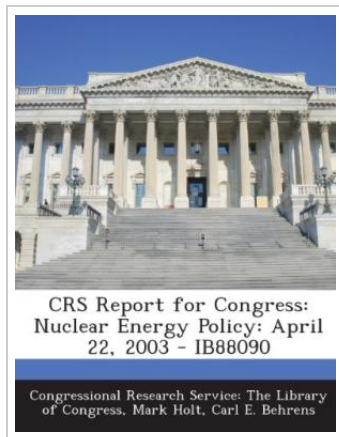 CRS Report for Congress:
Nuclear Energy Policy: April
22, 2003 - IB88090
Congressional Research Service: The Library
of Congress, Mark Holt, Carl E. Behrens